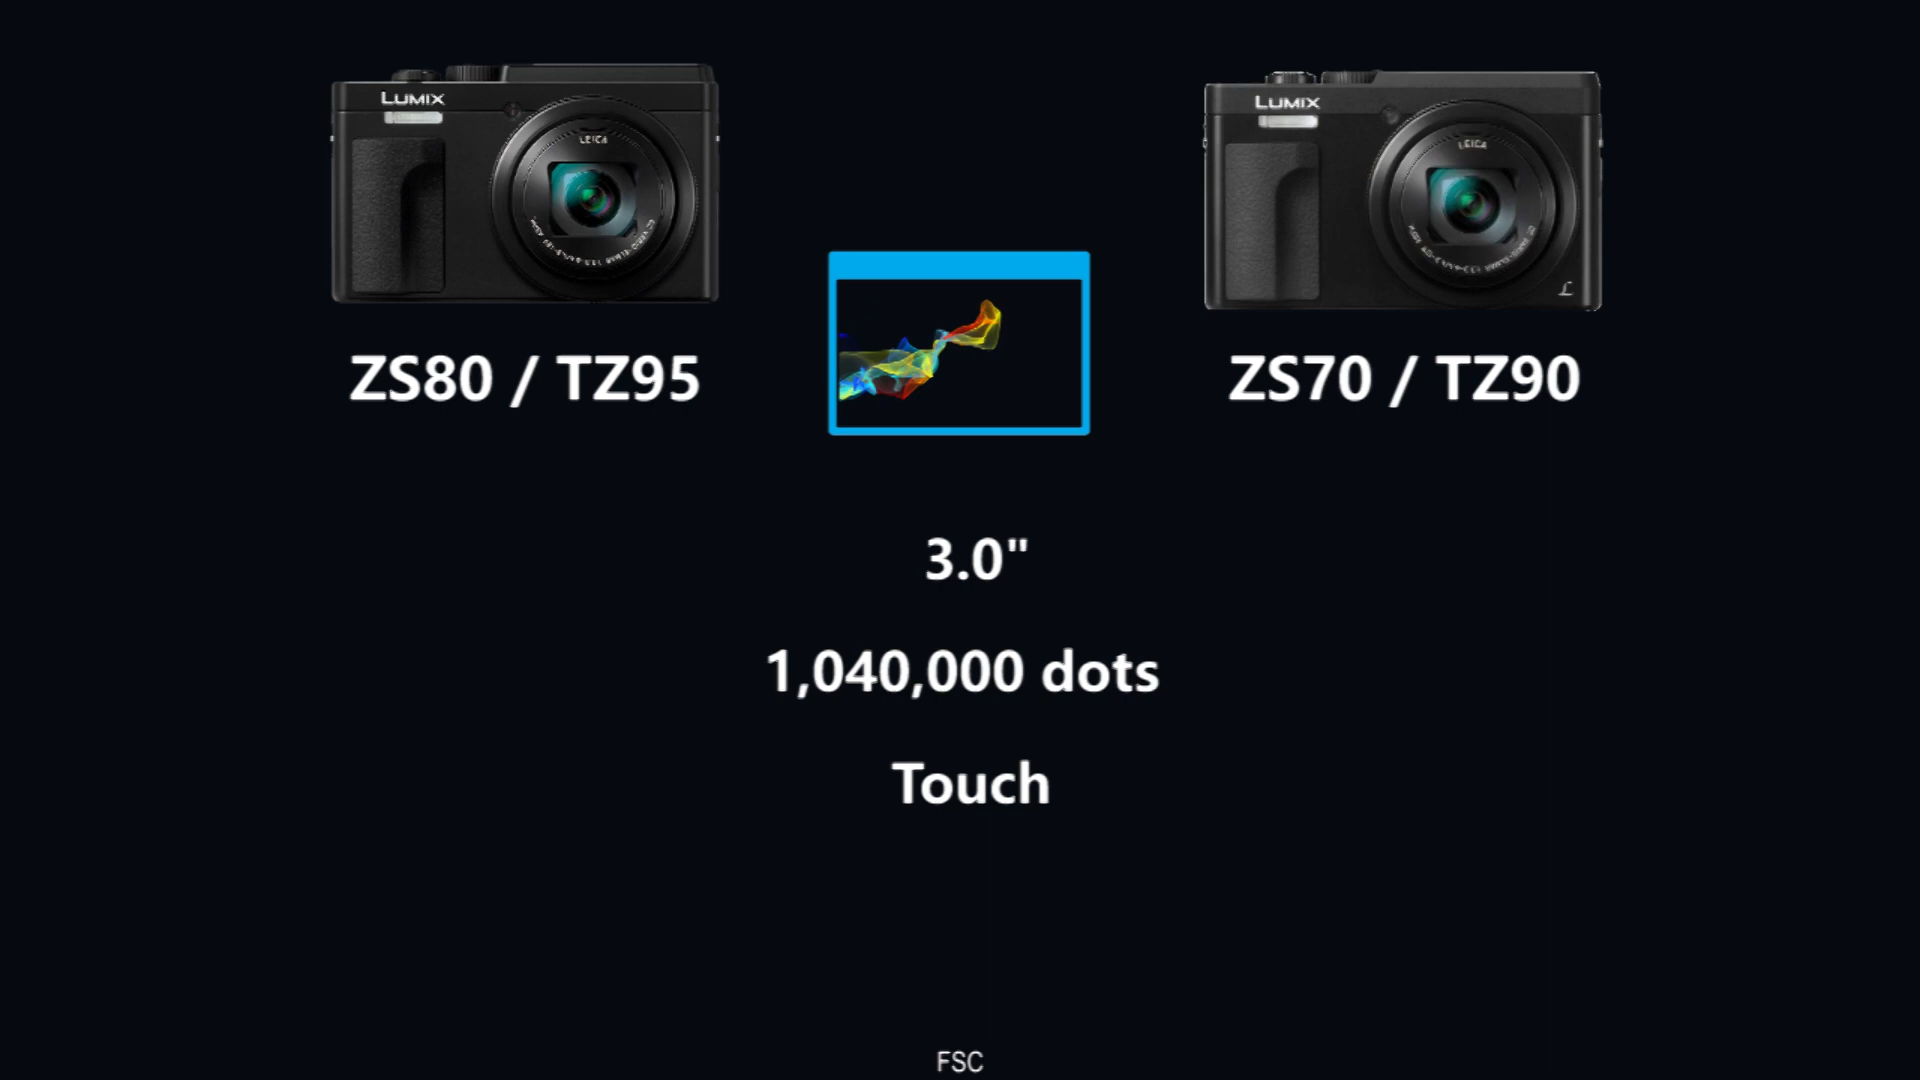 LUMIX
LEICA
ZS80 / TZ95
LUMIX
LEICA
ZS70 / TZ90
3.0"
1,040,000 dots
Touch
FSC